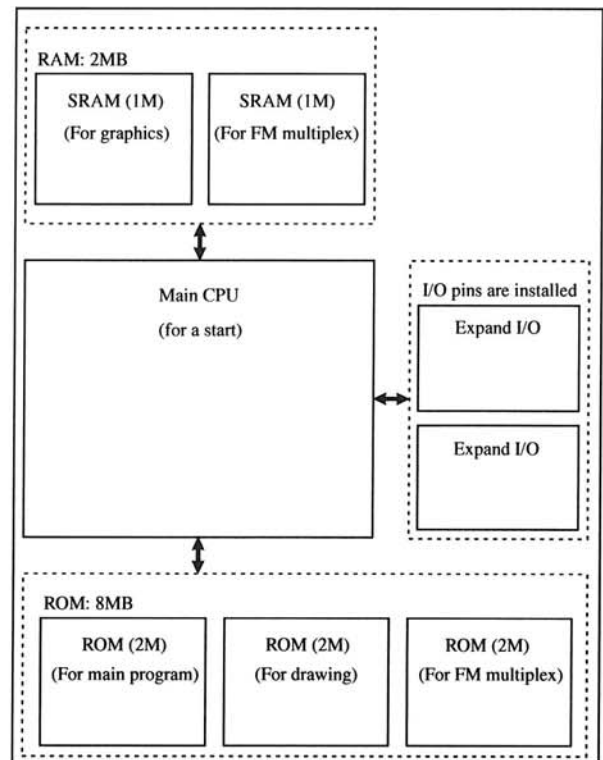 RAM: 2MB
SRAM (1M)
(For graphics)
SRAM (1M)
(For FM multiplex)
Main CPU
(for a start)
I/O pins are installed
Expand I/O
Expand I/O
ROM: 8MB
ROM (2M)
(For main program)
ROM (2M)
(For drawing)
ROM (2M)
(For FM multiplex)